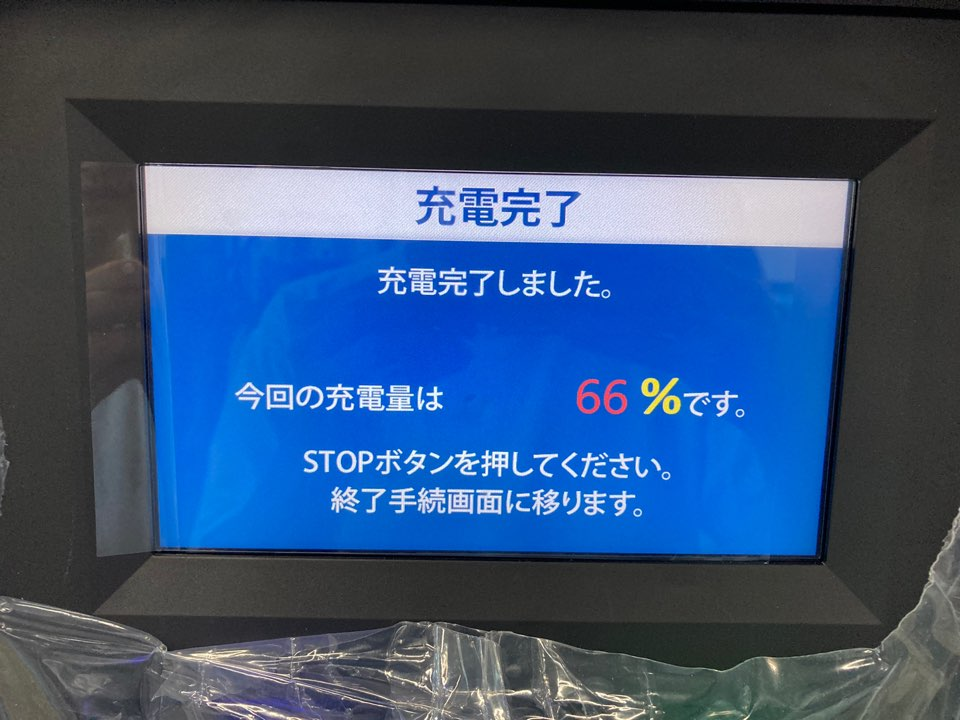 充電完了
充電完了しました。
今回の充電量は 66 %です。
STOPボタンを押してください。
終了手続画面に移ります。